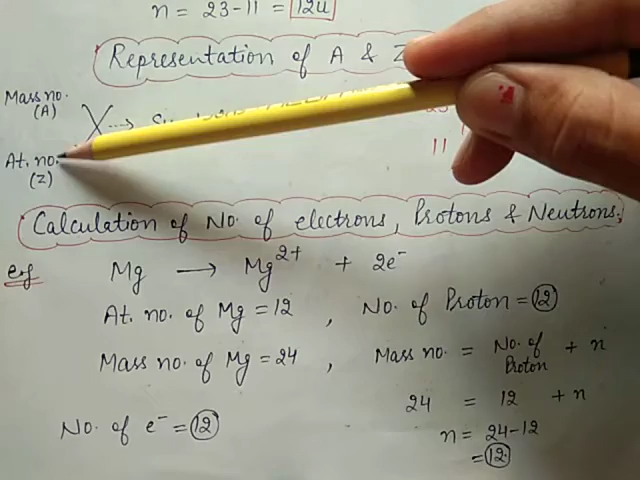 n = 23-11 = 12u
Representation of A & Z
Mass no.
(A)
X →
At. no.
(Z)
11
Calculation of No. of electrons, Protons & Neutrons,
eg Mg → Mg2+ + 2e-
At. no. of Mg = 12 , No. of Proton = 12
Mass no. of Mg = 24 , Mass no. = No. of Proton + n
24 = 12 + n
No. of e- = 12
n = 24-12
= 12